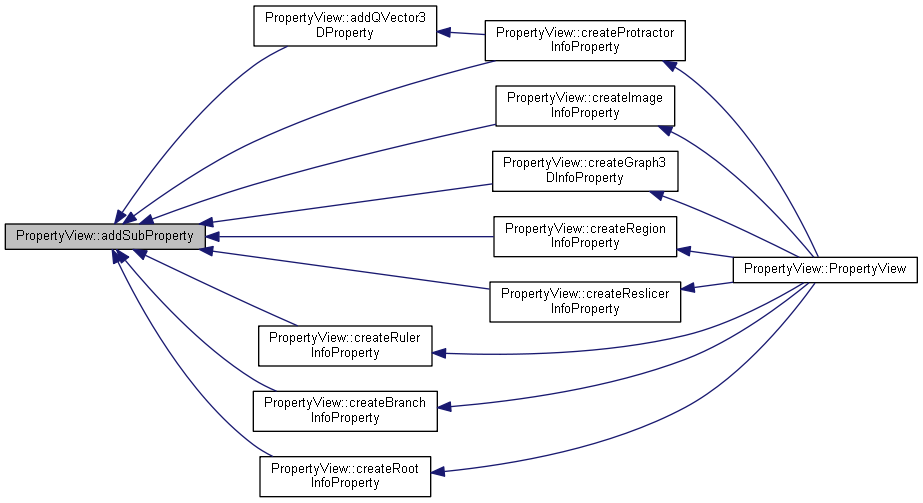 PropertyView::addQVector3
DProperty
PropertyView::createProtractor
InfoProperty
PropertyView::createImage
InfoProperty
PropertyView::createGraph3
DInfoProperty
PropertyView::addSubProperty
PropertyView::createRegion
InfoProperty
PropertyView::PropertyView
PropertyView::createReslicer
InfoProperty
PropertyView::createRuler
InfoProperty
PropertyView::createBranch
InfoProperty
PropertyView::createRoot
InfoProperty